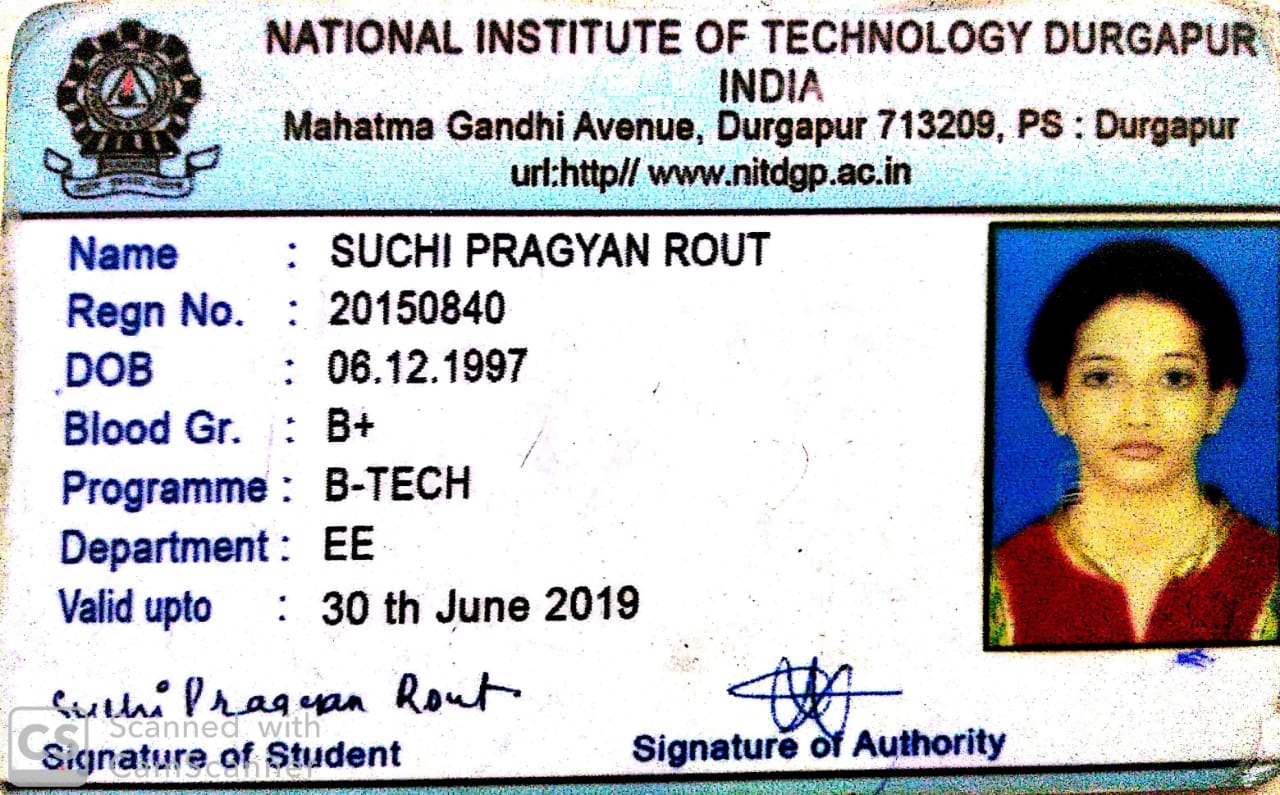 NATIONAL INSTITUTE OF TECHNOLOGY DURGAPUR
INDIA
Mahatma Gandhi Avenue, Durgapur 713209, PS : Durgapur
url:http// www.nitdgp.ac.in
Name : SUCHI PRAGYAN ROUT
Regn No. : 20150840
DOB : 06.12.1997
Blood Gr. : B+
Programme : B-TECH
Department : EE
Valid upto : 30 th June 2019
Suchi Pragyan Rout
Signature of Student
Signature of Authority
CS Scanned with
CamScanner